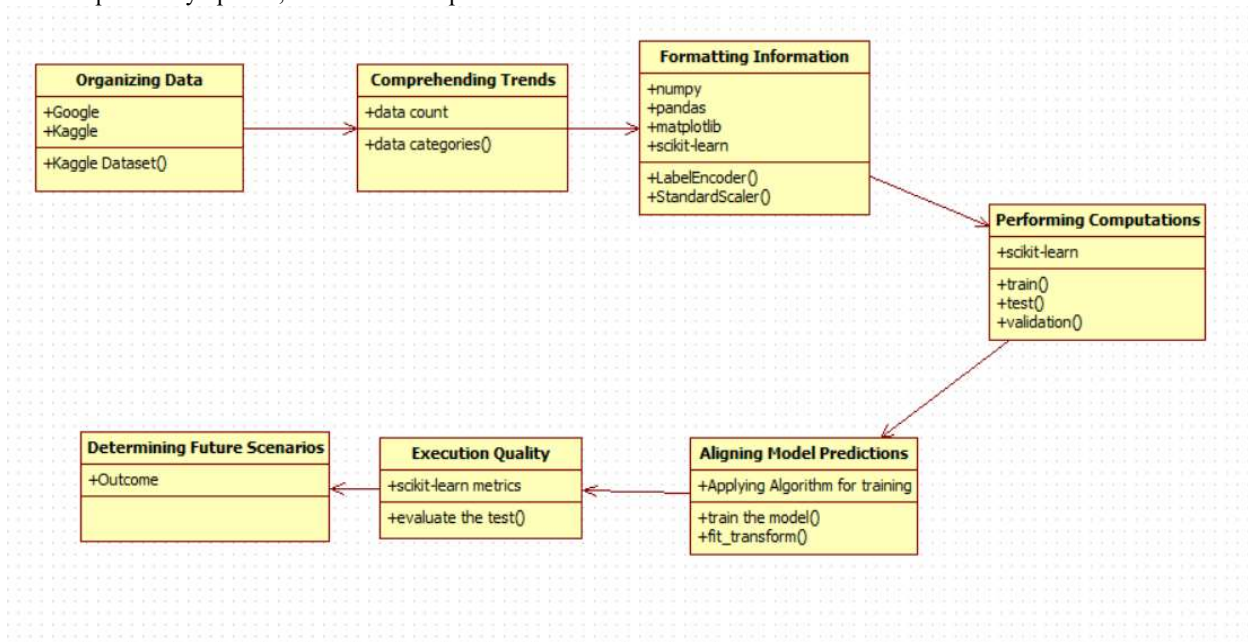 Organizing Data
+Google
+Kaggle
+Kaggle Dataset()
Comprehending Trends
+data count
+data categories()
Formatting Information
+numpy
+pandas
+matplotlib
+scikit-learn
+LabelEncoder()
+StandardScaler()
Performing Computations
+scikit-learn
+train()
+test()
+validation()
Aligning Model Predictions
+Applying Algorithm for training
+train the model()
+fit_transform()
Execution Quality
+scikit-learn metrics
+evaluate the test()
Determining Future Scenarios
+Outcome